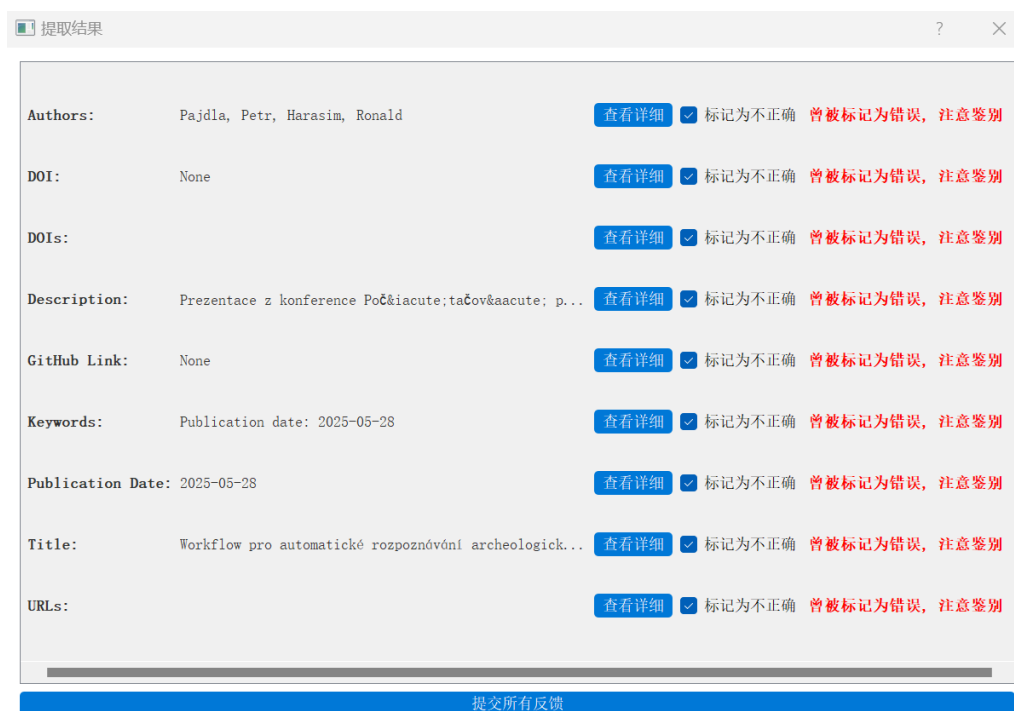 提取结果
Authors: Pajdla, Petr, Harasim, Ronald 查看详细 标记为不正确 曾被标记为错误, 注意鉴别
DOI: None 查看详细 标记为不正确 曾被标记为错误, 注意鉴别
DOIs: 查看详细 标记为不正确 曾被标记为错误, 注意鉴别
Description: Prezentace z konference Poč&iacute;tačov&aacute; p... 查看详细 标记为不正确 曾被标记为错误, 注意鉴别
GitHub Link: None 查看详细 标记为不正确 曾被标记为错误, 注意鉴别
Keywords: Publication date: 2025-05-28 查看详细 标记为不正确 曾被标记为错误, 注意鉴别
Publication Date: 2025-05-28 查看详细 标记为不正确 曾被标记为错误, 注意鉴别
Title: Workflow pro automatické rozpoznávání archeologick... 查看详细 标记为不正确 曾被标记为错误, 注意鉴别
URLs: 查看详细 标记为不正确 曾被标记为错误, 注意鉴别
提交所有反馈